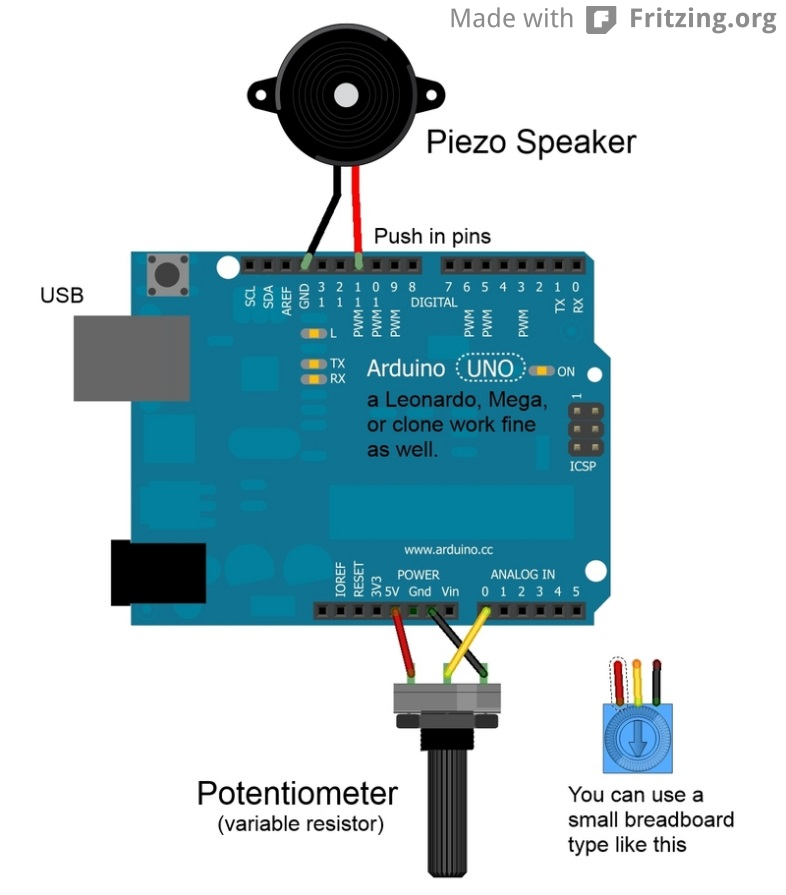 Made with Fritzing.org
Piezo Speaker
Push in pins
USB
SCL
SDA
AREF
GND
13
12
PWM 11
PWM 10
PWM 9
8
DIGITAL
7
PWM 6
PWM 5
4
PWM 3
2
TX 1
RX 0
L
TX
RX
Arduino UNO
ON
a Leonardo, Mega,
or clone work fine
as well.
1
ICSP
www.arduino.cc
POWER
ANALOG IN
IOREF
RESET
3V3
5V Gnd Vin
0 1 2 3 4 5
Potentiometer
(variable resistor)
You can use a
small breadboard
type like this